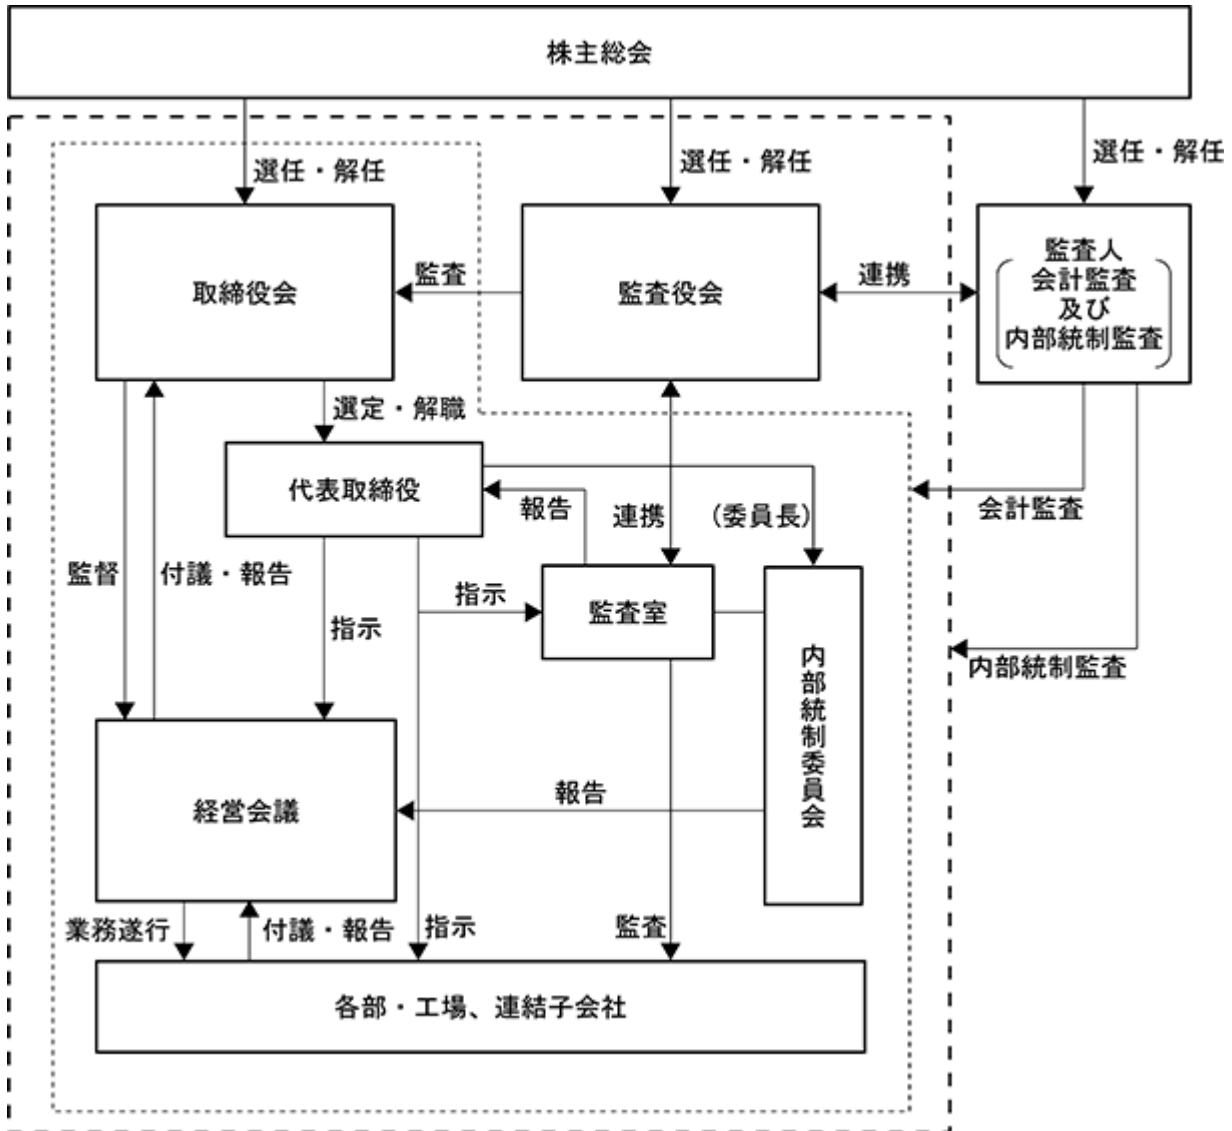 株主総会
選任・解任
選任・解任
選任・解任
取締役会
監査
監査役会
連携
監査人
会計監査
及び
内部統制監査
選定・解職
代表取締役
報告
連携
(委員長)
会計監査
監督
付議・報告
指示
指示
監査室
内部統制委員会
内部統制監査
経営会議
報告
業務遂行
付議・報告
指示
監査
各部・工場、連結子会社